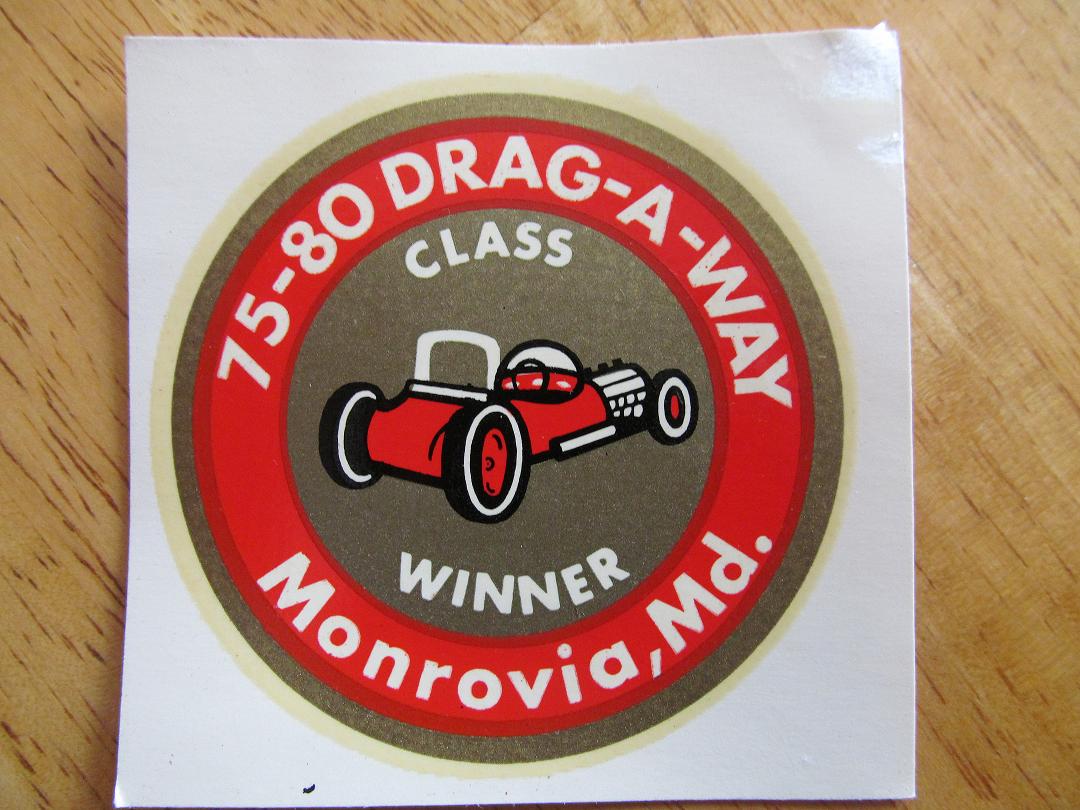 75-80 DRAG-A-WAY
CLASS
WINNER
Monrovia, Md.